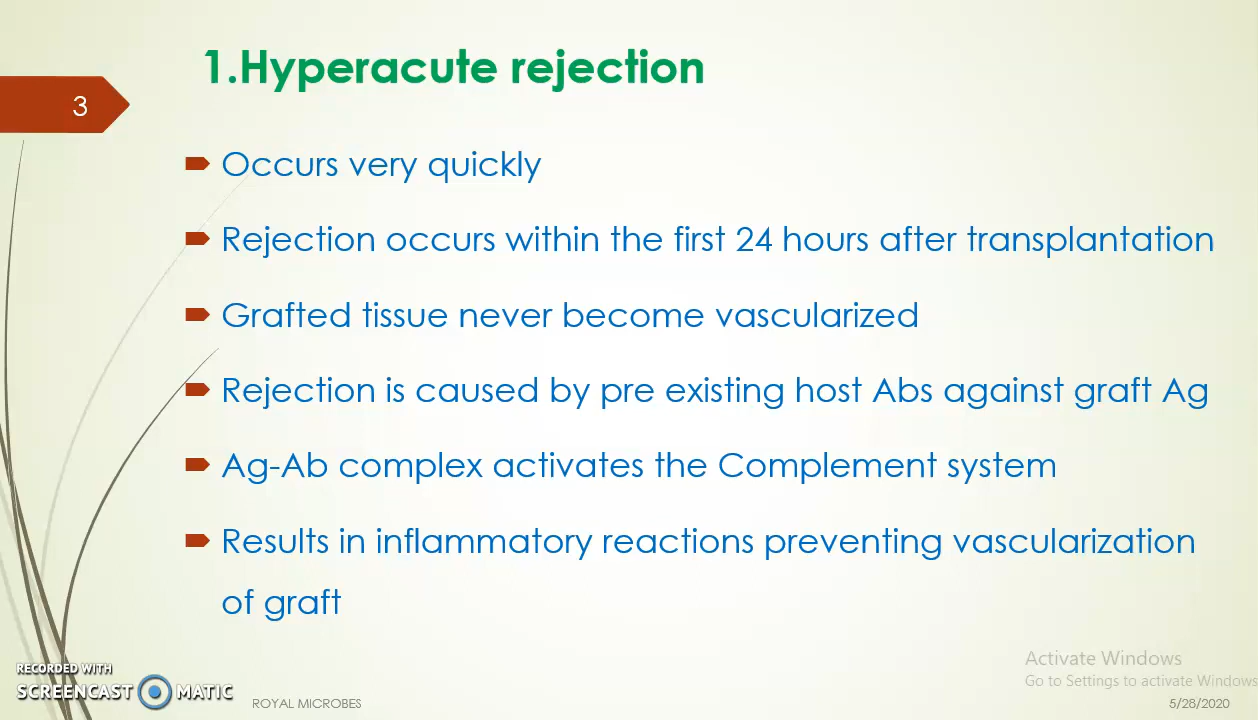 1.Hyperacute rejection
3
Occurs very quickly
Rejection occurs within the first 24 hours after transplantation
Grafted tissue never become vascularized
Rejection is caused by pre existing host Abs against graft Ag
Ag-Ab complex activates the Complement system
Results in inflammatory reactions preventing vascularization
of graft
Activate Windows
Go to Settings to activate Windows
RECORDED WITH
SCREENCAST MATIC
ROYAL MICROBES
5/28/2020